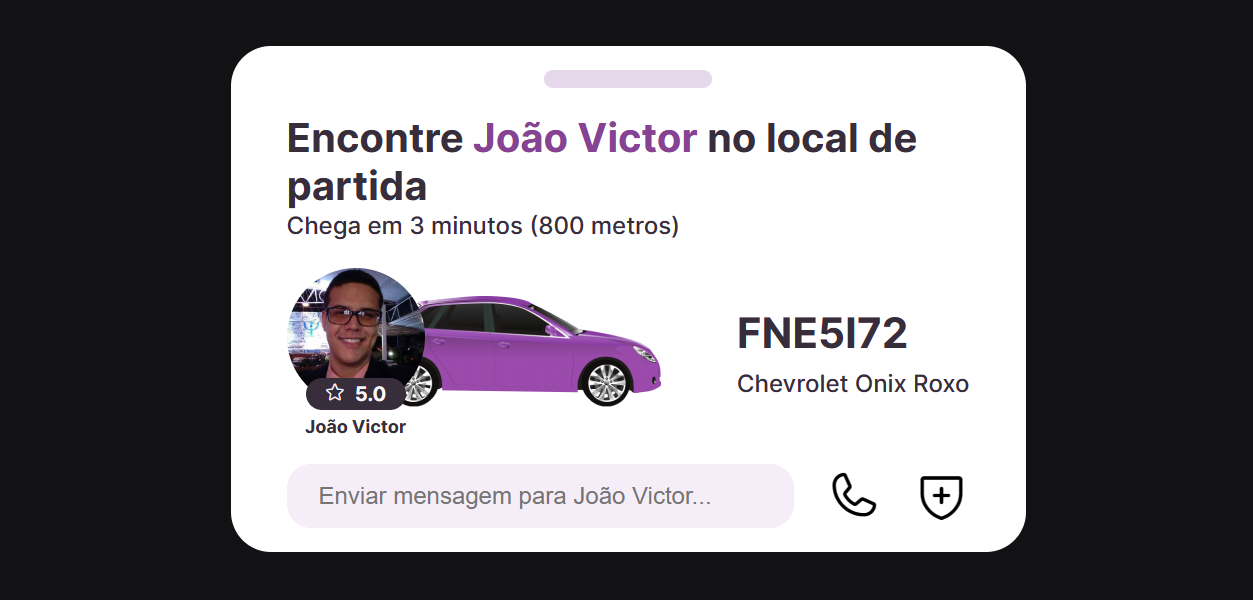 Encontre João Victor no local de
partida
Chega em 3 minutos (800 metros)
FNE5I72
Chevrolet Onix Roxo
5.0
João Victor
Enviar mensagem para João Victor...